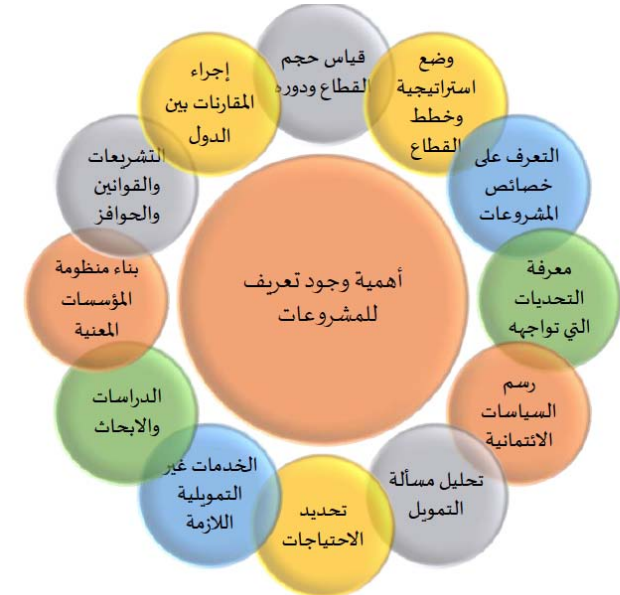 أهمية وجود تعريف
للمشروعات
قياس حجم
القطاع ودوره
وضع
استراتيجية
وخطط
القطاع
التعرف على
خصائص
المشروعات
معرفة
التحديات
التي تواجهه
رسم
السياسات
الائتمانية
تحليل مسألة
التمويل
تحديد
الاحتياجات
الخدمات غير
التمويلية
اللازمة
الدراسات
والابحاث
بناء منظومة
المؤسسات
المعنية
التشريعات
والقوانين
والحوافز
إجراء
المقارنات بين
الدول